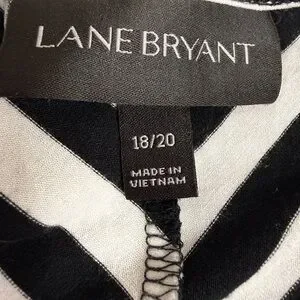 LANE BRYANT
18/20
MADE IN
VIETNAM